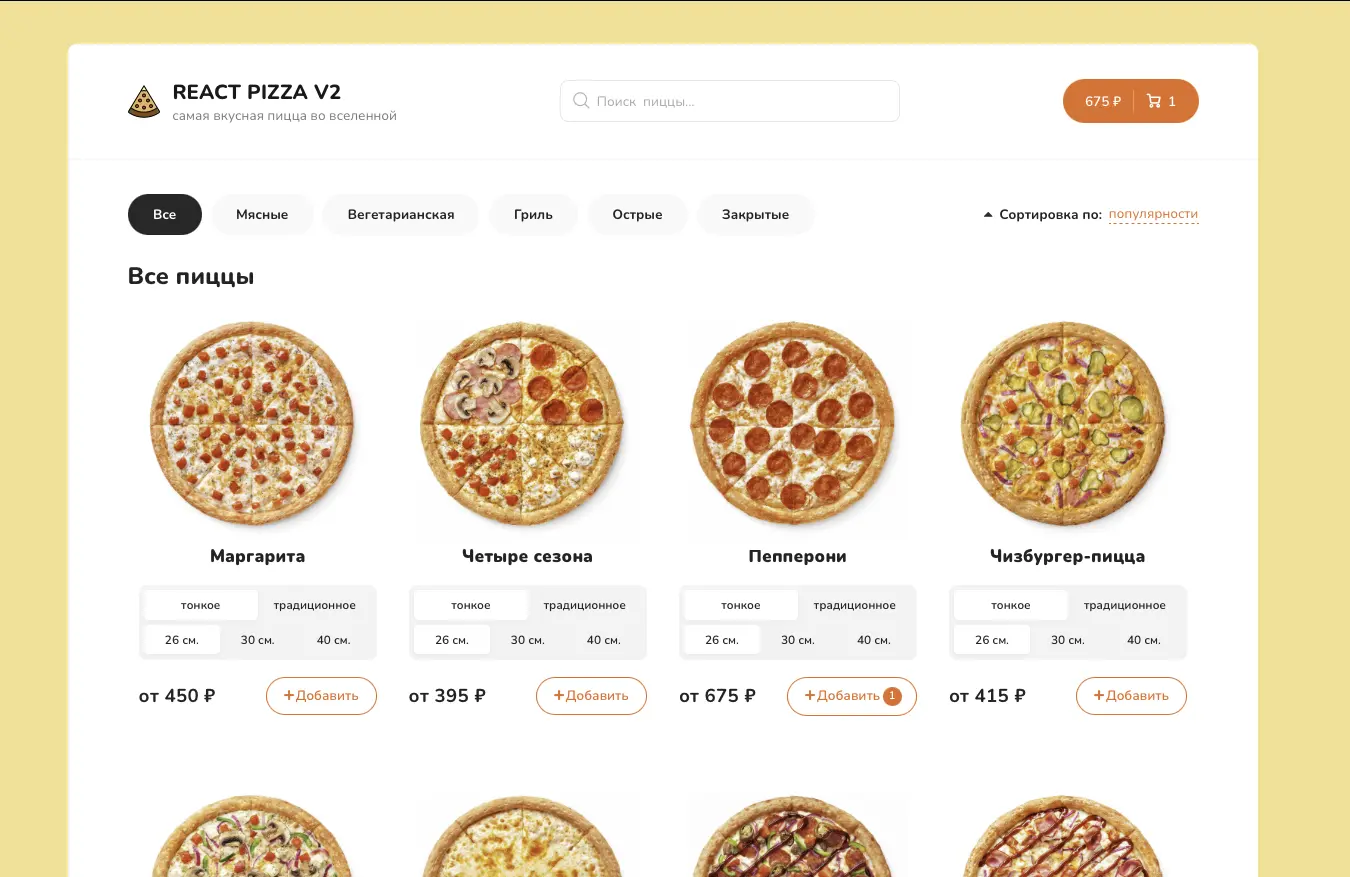 REACT PIZZA V2
самая вкусная пицца во вселенной
Поиск пиццы...
675 ₽ 1
Все Мясные Вегетарианская Гриль Острые Закрытые
Сортировка по: популярности
Все пиццы
Маргарита Четыре сезона Пепперони Чизбургер-пицца
тонкое традиционное тонкое традиционное тонкое традиционное тонкое традиционное
26 см. 30 см. 40 см. 26 см. 30 см. 40 см. 26 см. 30 см. 40 см. 26 см. 30 см. 40 см.
от 450 ₽ +Добавить от 395 ₽ +Добавить от 675 ₽ +Добавить 1 от 415 ₽ +Добавить